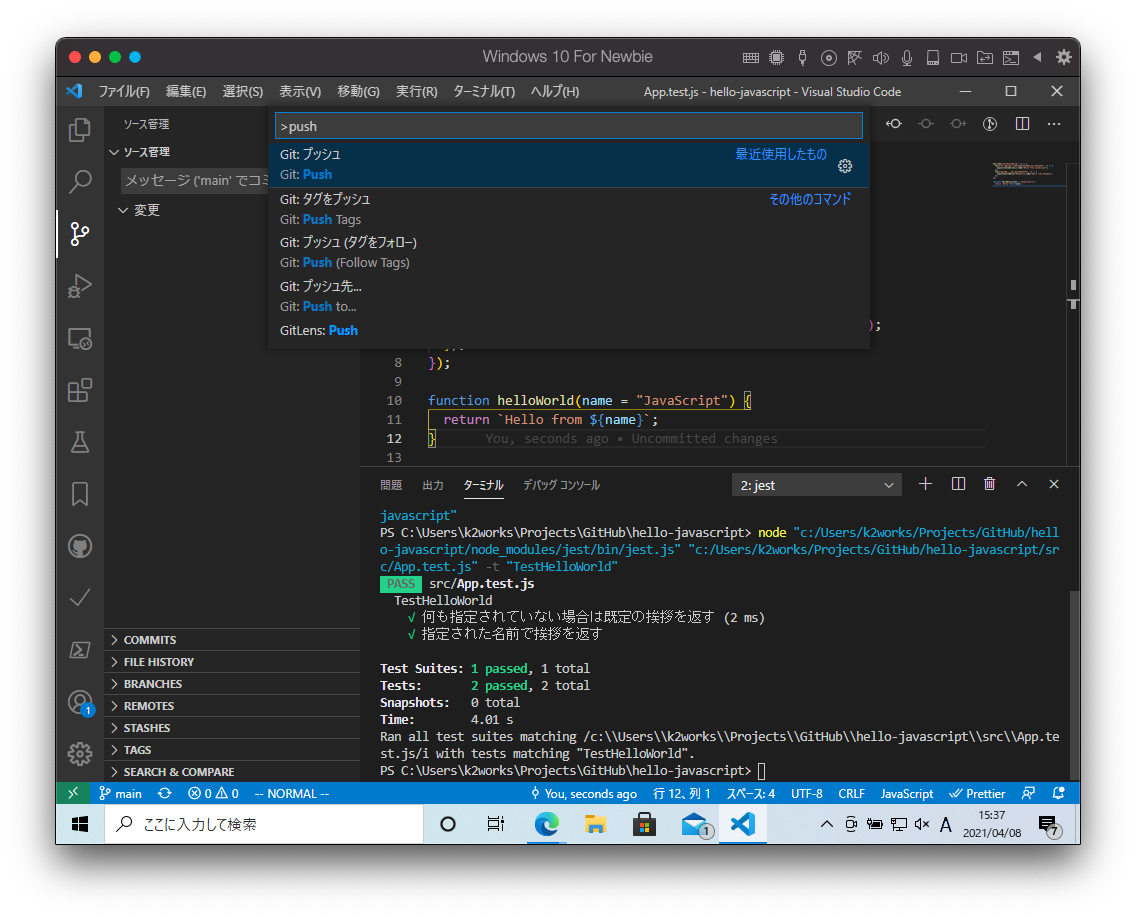 Windows 10 For Newbie
ファイル(F) 編集(E) 選択(S) 表示(V) 移動(G) 実行(R) ターミナル(T) ヘルプ(H) App.test.js - hello-javascript - Visual Studio Code
ソース管理
ソース管理
メッセージ ('main' でコミ
変更
>push
Git: プッシュ 最近使用したもの
Git: Push
Git: タグをプッシュ その他のコマンド
Git: Push Tags
Git: プッシュ (タグをフォロー)
Git: Push (Follow Tags)
Git: プッシュ先...
Git: Push to...
GitLens: Push
);
8 });
9
10 function helloWorld(name = "JavaScript") {
11 return `Hello from ${name}`;
12 } You, seconds ago • Uncommitted changes
13
問題 出力 ターミナル デバッグ コンソール 2: jest
javascript"
PS C:\Users\k2works\Projects\GitHub\hello-javascript> node "c:/Users/k2works/Projects/GitHub/hell
o-javascript/node_modules/jest/bin/jest.js" "c:/Users/k2works/Projects/GitHub/hello-javascript/sr
c/App.test.js" -t "TestHelloWorld"
PASS src/App.test.js
TestHelloWorld
√ 何も指定されていない場合は既定の挨拶を返す (2 ms)
√ 指定された名前で挨拶を返す
Test Suites: 1 passed, 1 total
Tests: 2 passed, 2 total
Snapshots: 0 total
Time: 4.01 s
Ran all test suites matching /c:\\Users\\k2works\\Projects\\GitHub\\hello-javascript\\src\\App.te
st.js/i with tests matching "TestHelloWorld".
PS C:\Users\k2works\Projects\GitHub\hello-javascript>
COMMITS
FILE HISTORY
BRANCHES
REMOTES
STASHES
TAGS
SEARCH & COMPARE
1
main 0 0 -- NORMAL -- You, seconds ago 行 12、列 1 スペース: 4 UTF-8 CRLF JavaScript Prettier
ここに入力して検索 1 A 15:37
2021/04/08 7